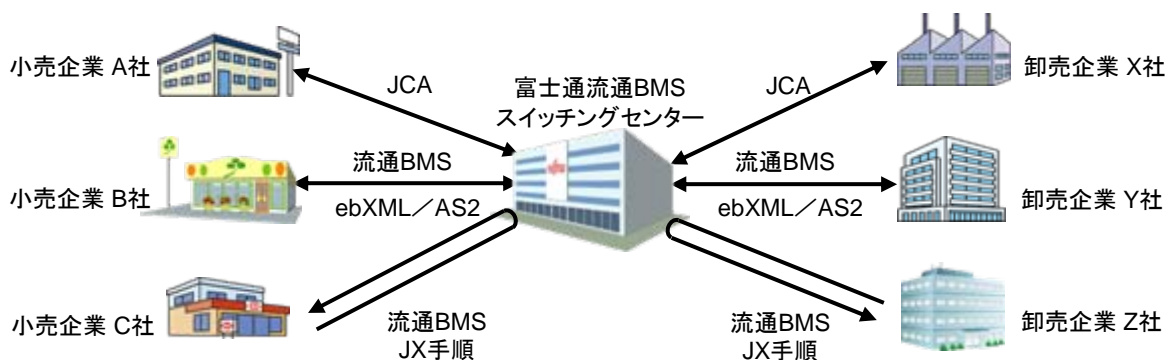 小売企業 A社
JCA
富士通流通BMS
スイッチングセンター
JCA
卸売企業 X社
小売企業 B社
流通BMS
ebXML／AS2
流通BMS
ebXML／AS2
卸売企業 Y社
小売企業 C社
流通BMS
JX手順
流通BMS
JX手順
卸売企業 Z社